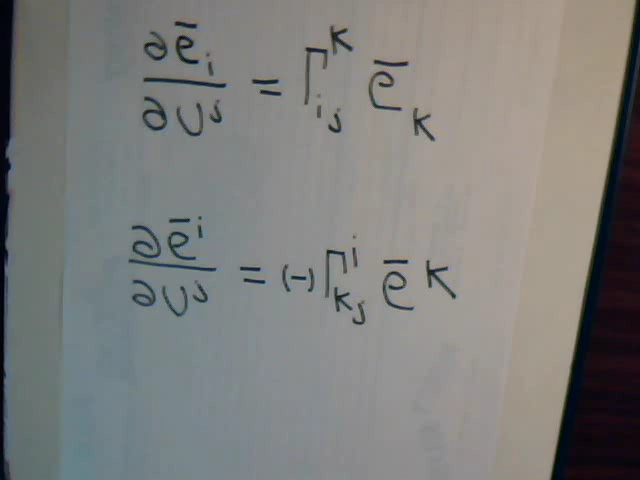 ∂ē_i/∂u^j = Γ^k_ij ē_k
∂ē^i/∂u^j = (-)Γ^i_kj ē^k